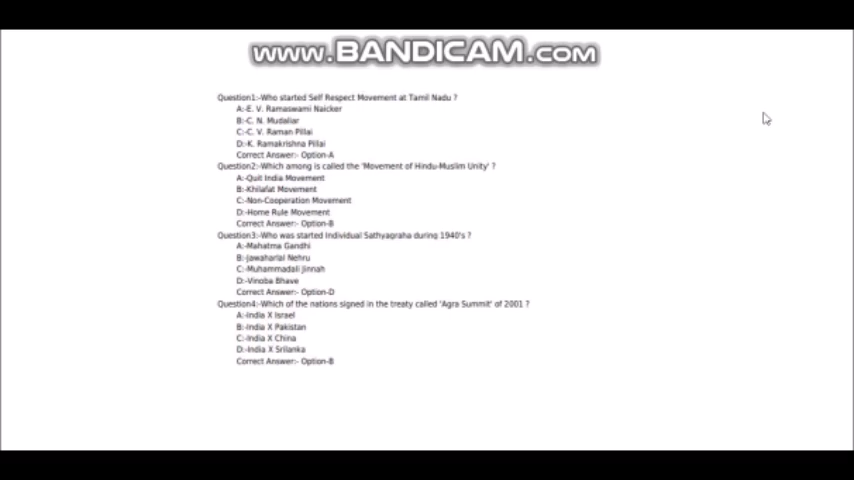 www.BANDICAM.com
Question1:-Who started Self Respect Movement at Tamil Nadu ?
A:-E. V. Ramaswami Naicker
B:-C. N. Mudaliar
C:-C. V. Raman Pillai
D:-K. Ramakrishna Pillai
Correct Answer:- Option-A
Question2:-Which among is called the 'Movement of Hindu-Muslim Unity' ?
A:-Quit India Movement
B:-Khilafat Movement
C:-Non-Cooperation Movement
D:-Home Rule Movement
Correct Answer:- Option-B
Question3:-Who was started Individual Sathyagraha during 1940's ?
A:-Mahatma Gandhi
B:-Jawaharlal Nehru
C:-Muhammadali Jinnah
D:-Vinoba Bhave
Correct Answer:- Option-D
Question4:-Which of the nations signed in the treaty called 'Agra Summit' of 2001 ?
A:-India X Israel
B:-India X Pakistan
C:-India X China
D:-India X Srilanka
Correct Answer:- Option-B